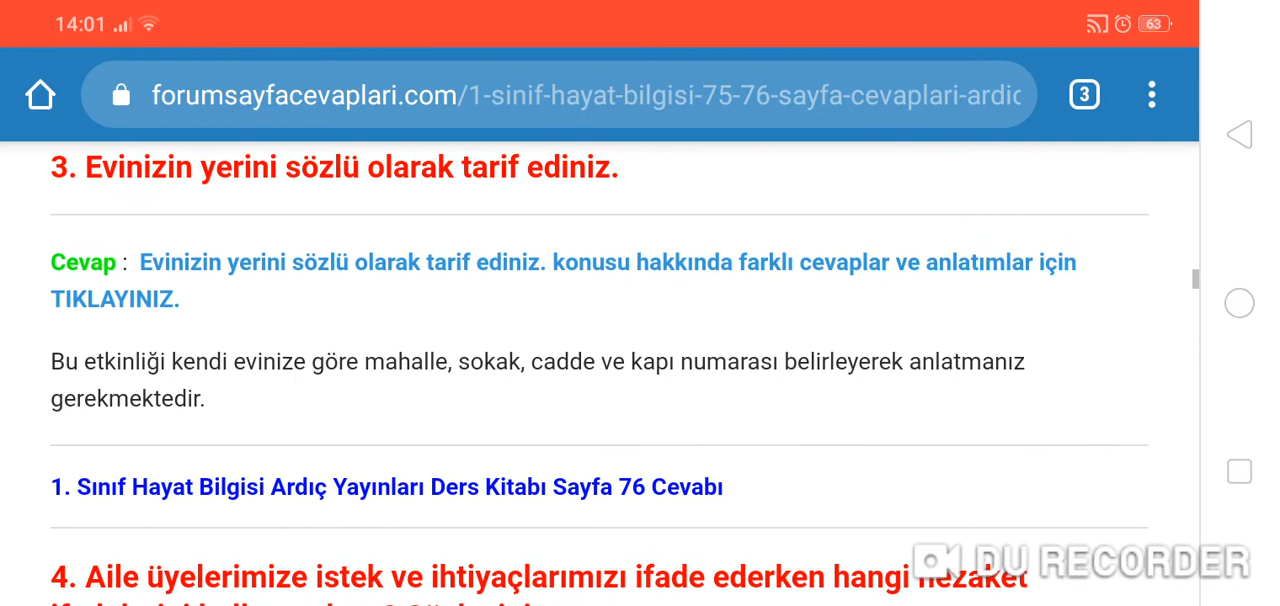 14:01
63
forumsayfacevaplari.com/1-sinif-hayat-bilgisi-75-76-sayfa-cevaplari-ardic
3
3. Evinizin yerini sözlü olarak tarif ediniz.
Cevap : Evinizin yerini sözlü olarak tarif ediniz. konusu hakkında farklı cevaplar ve anlatımlar için
TIKLAYINIZ.
Bu etkinliği kendi evinize göre mahalle, sokak, cadde ve kapı numarası belirleyerek anlatmanız
gerekmektedir.
1. Sınıf Hayat Bilgisi Ardıç Yayınları Ders Kitabı Sayfa 76 Cevabı
DU RECORDER
4. Aile üyelerimize istek ve ihtiyaçlarımızı ifade ederken hangi nezaket